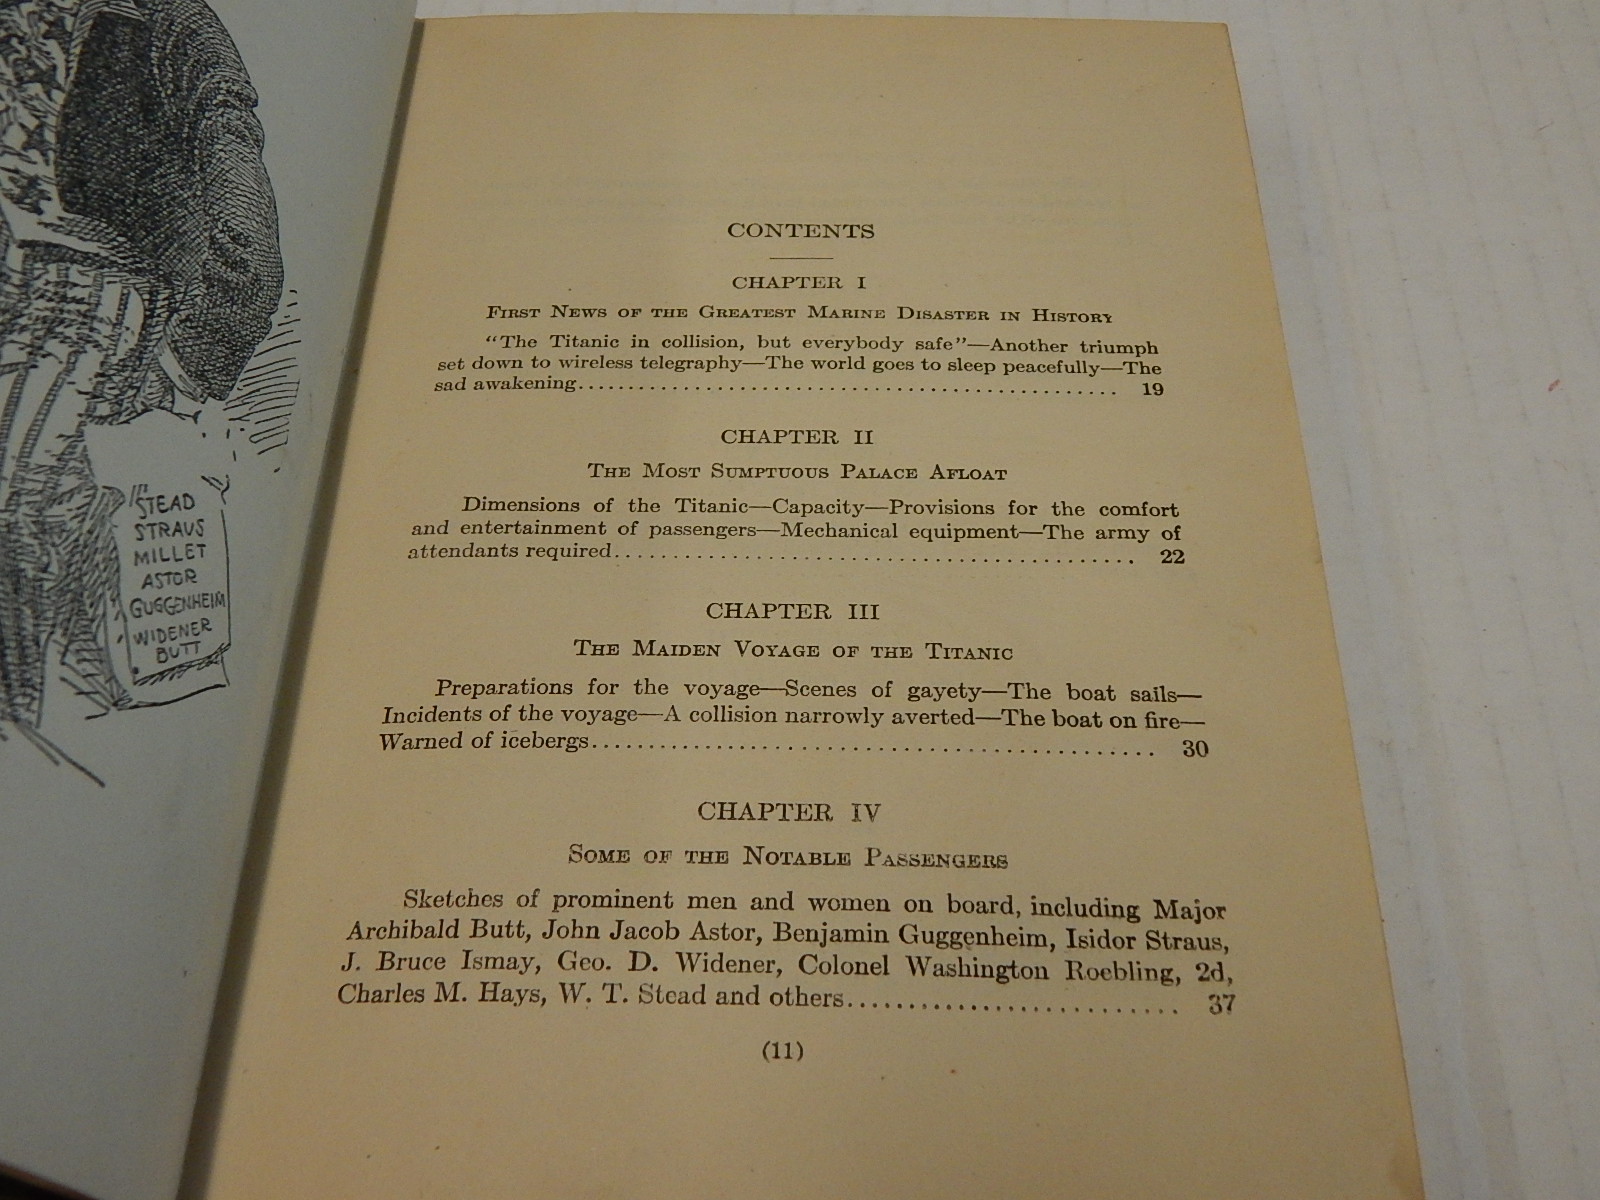 STEAD
STRAUS
MILLET
ASTOR
GUGGENHEIM
WIDENER
BUTT
CONTENTS
CHAPTER I
First News of the Greatest Marine Disaster in History
"The Titanic in collision, but everybody safe"—Another triumph
set down to wireless telegraphy—The world goes to sleep peacefully—The
sad awakening.................................................... 19
CHAPTER II
The Most Sumptuous Palace Afloat
Dimensions of the Titanic—Capacity—Provisions for the comfort
and entertainment of passengers—Mechanical equipment—The army of
attendants required............................................. 22
CHAPTER III
The Maiden Voyage of the Titanic
Preparations for the voyage—Scenes of gayety—The boat sails—
Incidents of the voyage—A collision narrowly averted—The boat on fire—
Warned of icebergs.............................................. 30
CHAPTER IV
Some of the Notable Passengers
Sketches of prominent men and women on board, including Major
Archibald Butt, John Jacob Astor, Benjamin Guggenheim, Isidor Straus,
J. Bruce Ismay, Geo. D. Widener, Colonel Washington Roebling, 2d,
Charles M. Hays, W. T. Stead and others............................ 37
(11)